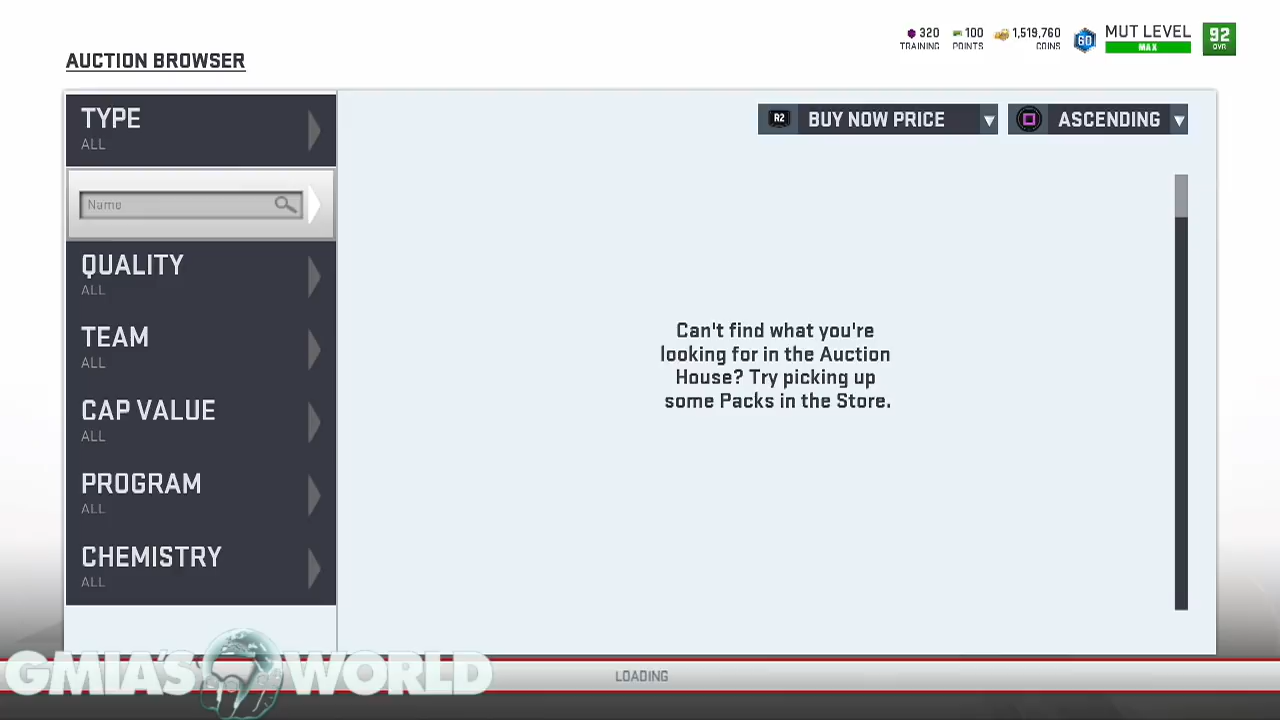 320
TRAINING
100
POINTS
1,519,760
COINS
60
MUT LEVEL
MAX
92
OVR
AUCTION BROWSER
TYPE
ALL
Name
QUALITY
ALL
TEAM
ALL
CAP VALUE
ALL
PROGRAM
ALL
CHEMISTRY
ALL
R2
BUY NOW PRICE
ASCENDING
Can't find what you're
looking for in the Auction
House? Try picking up
some Packs in the Store.
GMIA'S WORLD
LOADING